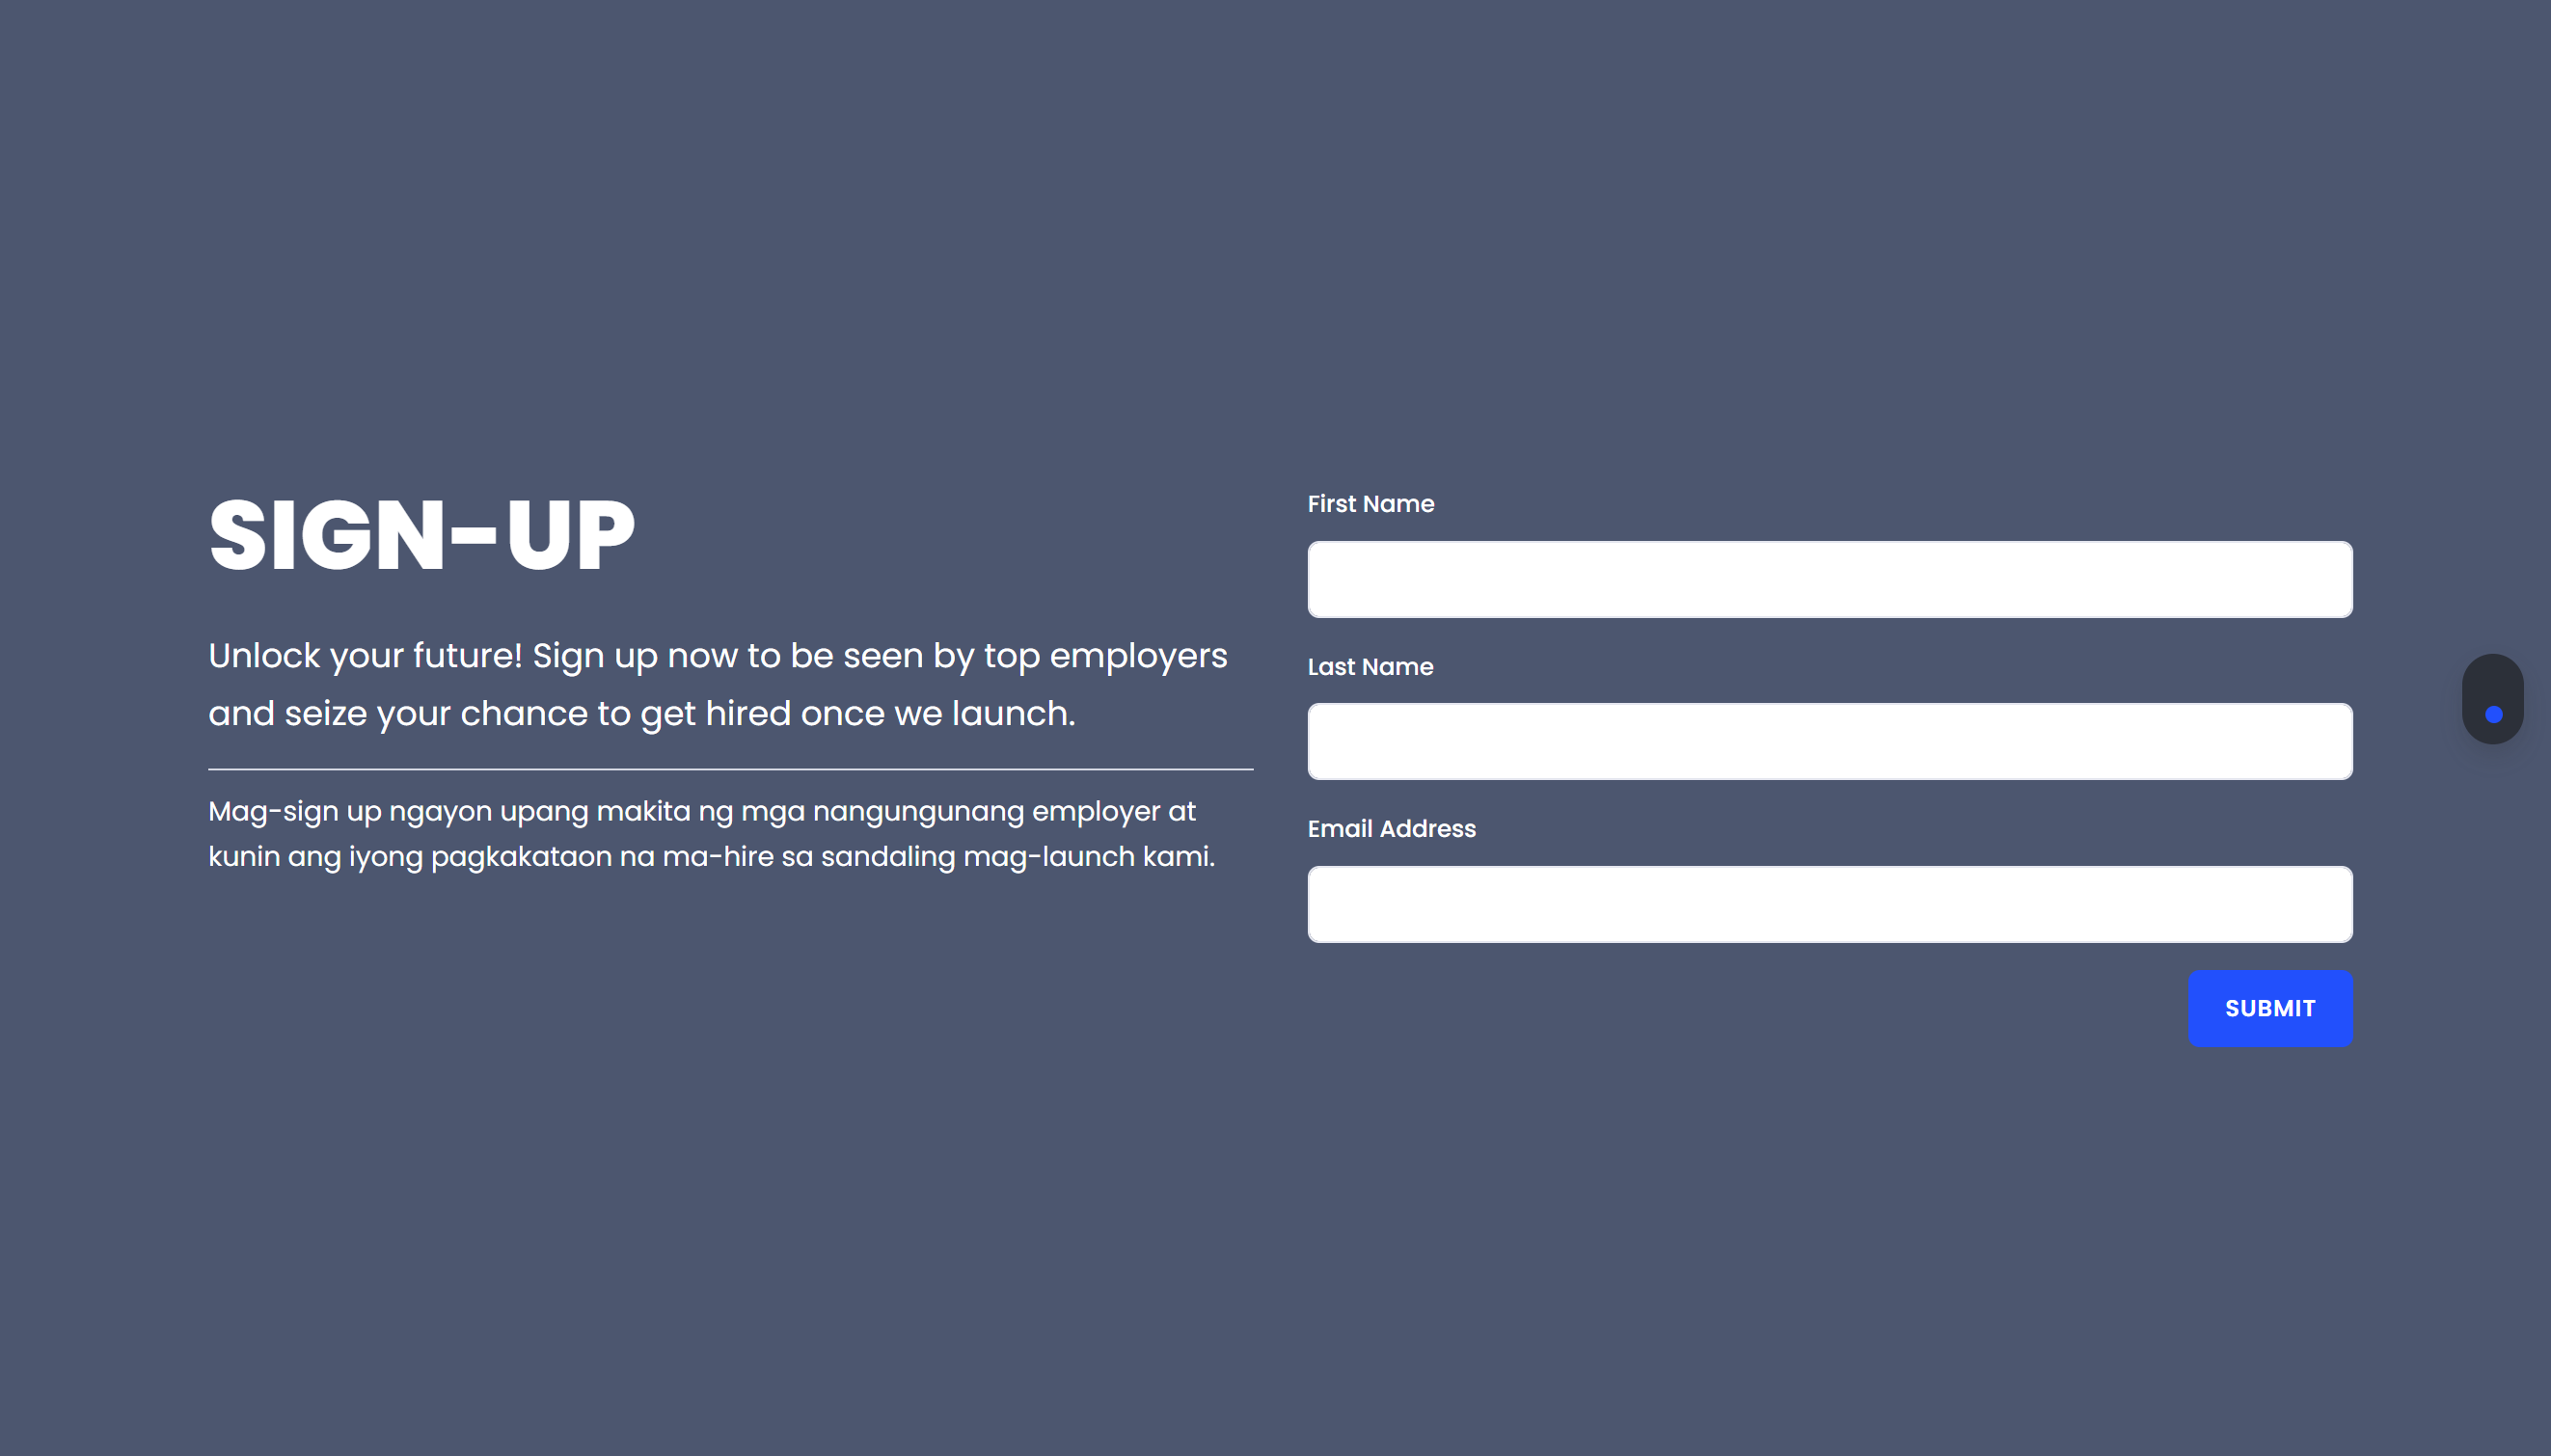 SIGN-UP
Unlock your future! Sign up now to be seen by top employers
and seize your chance to get hired once we launch.
Mag-sign up ngayon upang makita ng mga nangungunang employer at
kunin ang iyong pagkakataon na ma-hire sa sandaling mag-launch kami.
First Name
Last Name
Email Address
SUBMIT